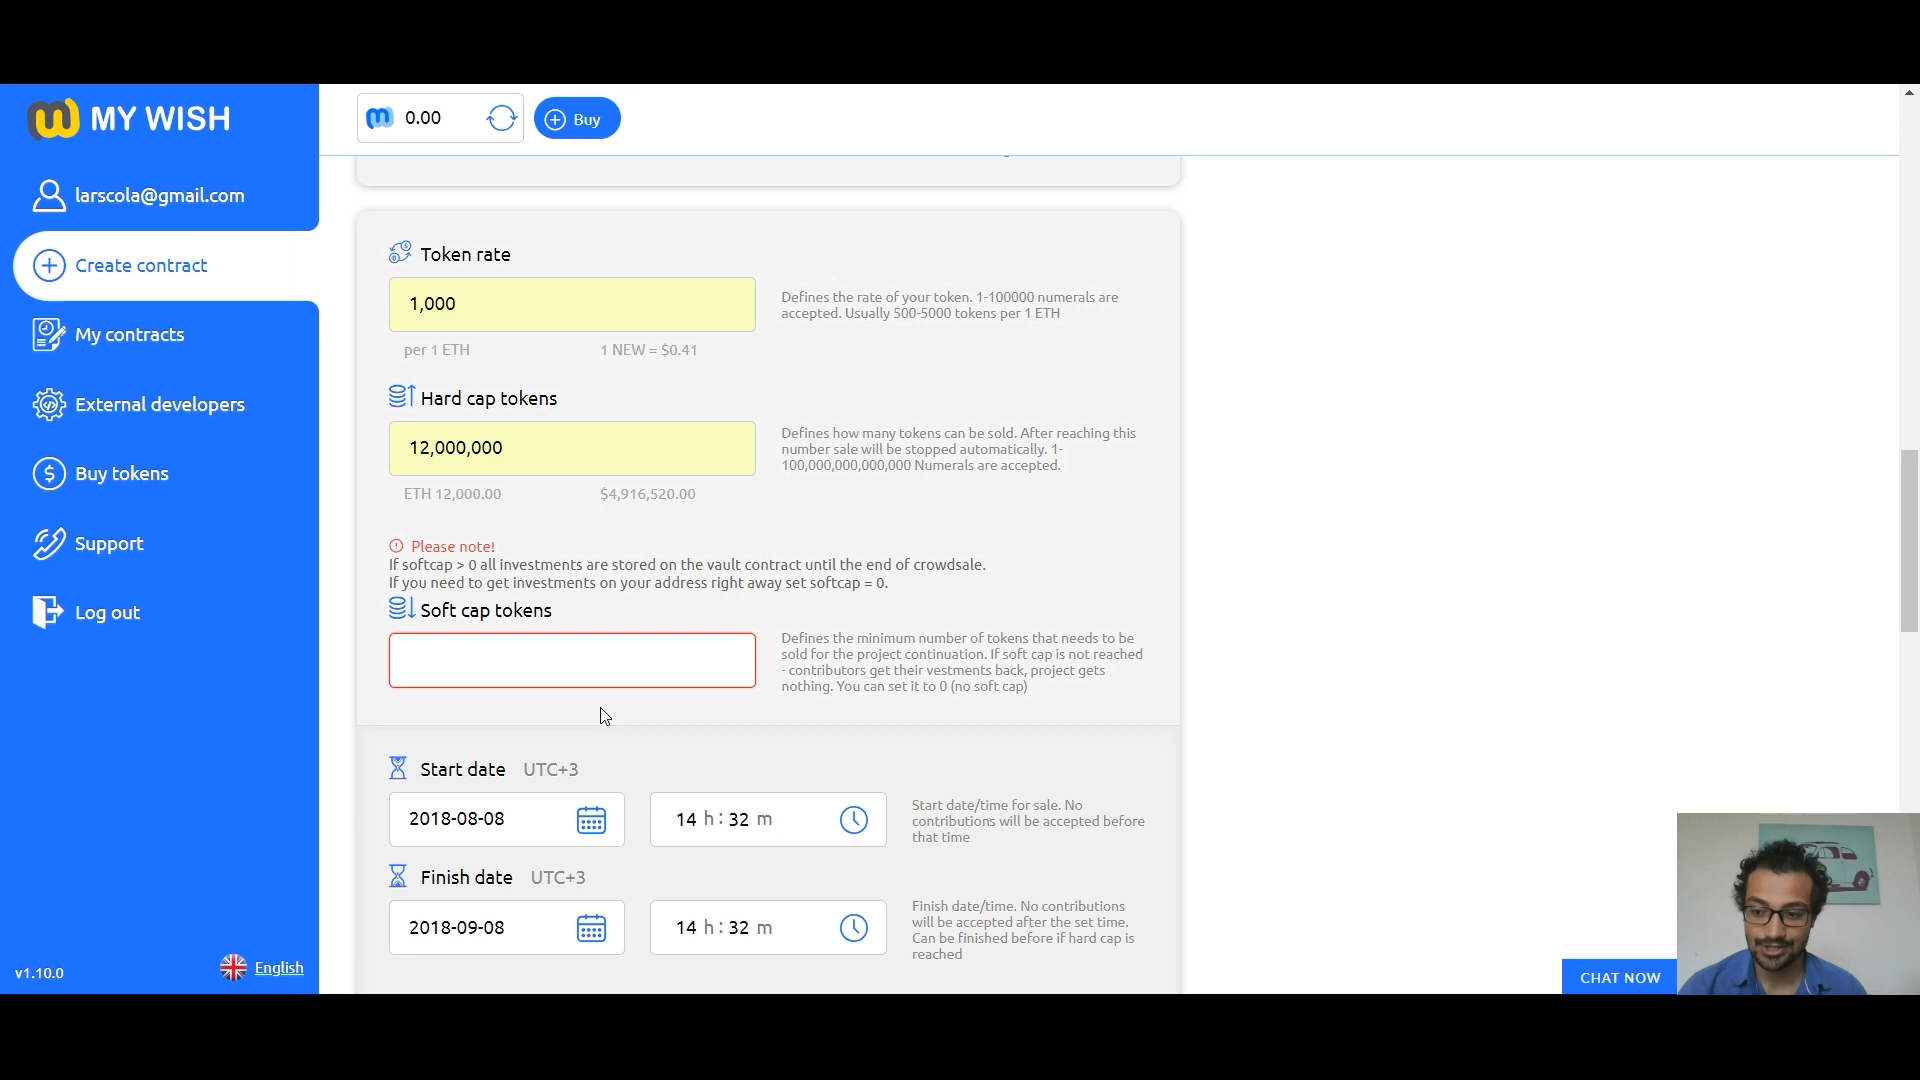 MY WISH
larscola@gmail.com
Create contract
My contracts
External developers
Buy tokens
Support
Log out
v1.10.0
English
0.00
Buy
Token rate
1,000
Defines the rate of your token. 1-100000 numerals are
accepted. Usually 500-5000 tokens per 1 ETH
per 1 ETH
1 NEW = $0.41
Hard cap tokens
12,000,000
Defines how many tokens can be sold. After reaching this
number sale will be stopped automatically. 1-
100,000,000,000,000 Numerals are accepted.
ETH 12,000.00
$4,916,520.00
Please note!
If softcap > 0 all investments are stored on the vault contract until the end of crowdsale.
If you need to get investments on your address right away set softcap = 0.
Soft cap tokens
Defines the minimum number of tokens that needs to be
sold for the project continuation. If soft cap is not reached
- contributors get their vestments back, project gets
nothing. You can set it to 0 (no soft cap)
Start date UTC+3
2018-08-08
14 h : 32 m
Start date/time for sale. No
contributions will be accepted before
that time
Finish date UTC+3
2018-09-08
14 h : 32 m
Finish date/time. No contributions
will be accepted after the set time.
Can be finished before if hard cap is
reached
CHAT NOW